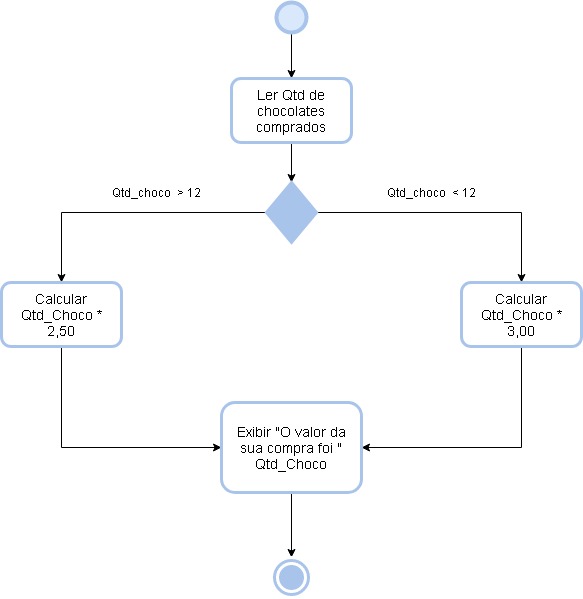 Ler Qtd de
chocolates
comprados
Qtd_choco > 12
Qtd_choco < 12
Calcular
Qtd_Choco *
2,50
Calcular
Qtd_Choco *
3,00
Exibir "O valor da
sua compra foi "
Qtd_Choco